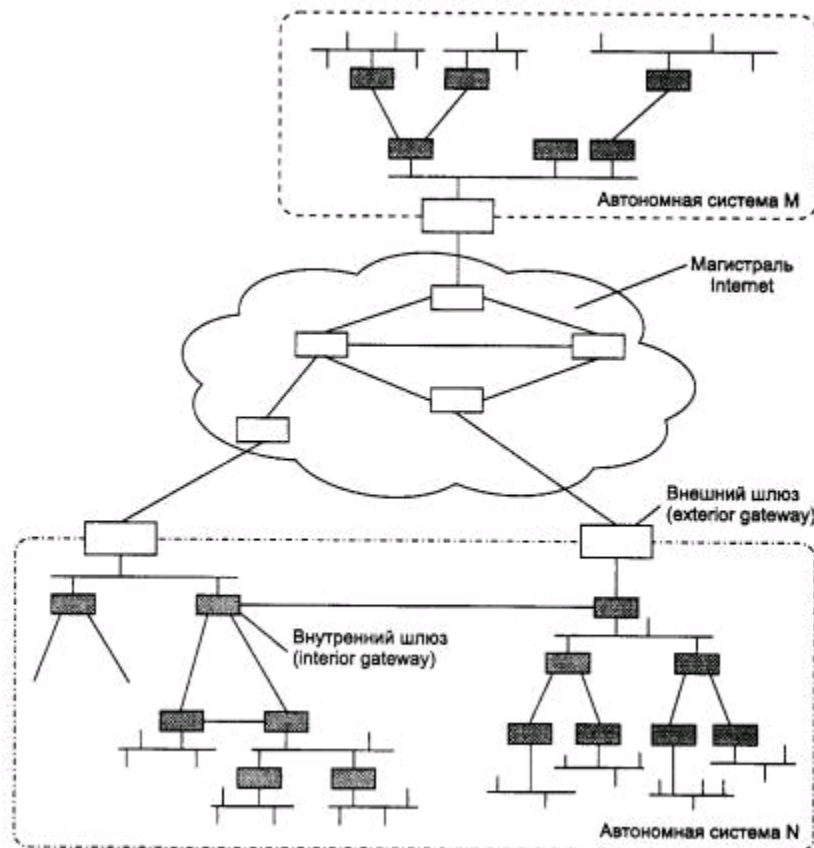 Автономная система M
Магистраль
Internet
Внешний шлюз
(exterior gateway)
Внутренний шлюз
(interior gateway)
Автономная система N